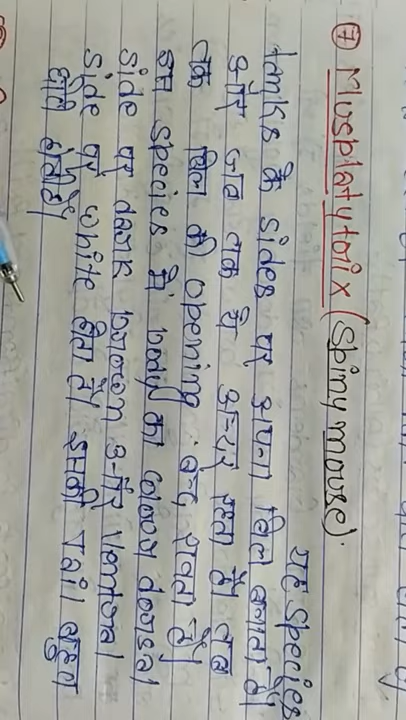 ⑦ Musplatytrix (Spiny mouse):
यह species
tanks के sides पर अपना बिल बनाता है।
और जब तक ये अन्दर रहता है। तब
तक बिल की opening बन्द रखता है।
इस species में body का colour dorsal
side पर dark brown और ventral
side पर white होता है। इसकी Tail बहुत
छोटी होती है।